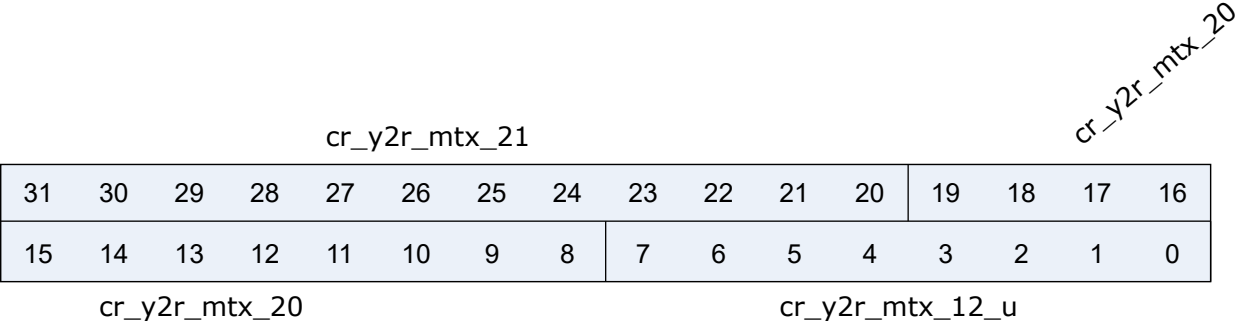 cr_y2r_mtx_20
cr_y2r_mtx_21
31 30 29 28 27 26 25 24 23 22 21 20 19 18 17 16
15 14 13 12 11 10 9 8 7 6 5 4 3 2 1 0
cr_y2r_mtx_20 cr_y2r_mtx_12_u